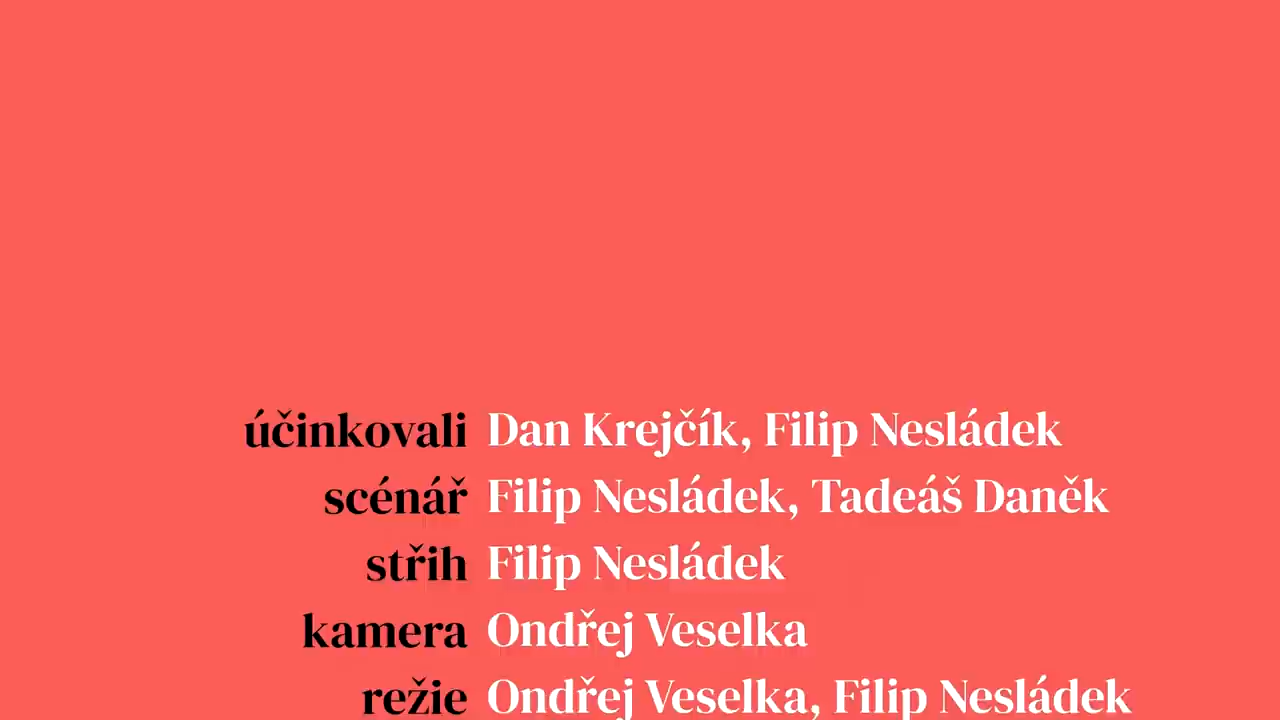 účinkovali Dan Krejčík, Filip Nesládek
scénář Filip Nesládek, Tadeáš Daněk
střih Filip Nesládek
kamera Ondřej Veselka
režie Ondřej Veselka, Filip Nesládek